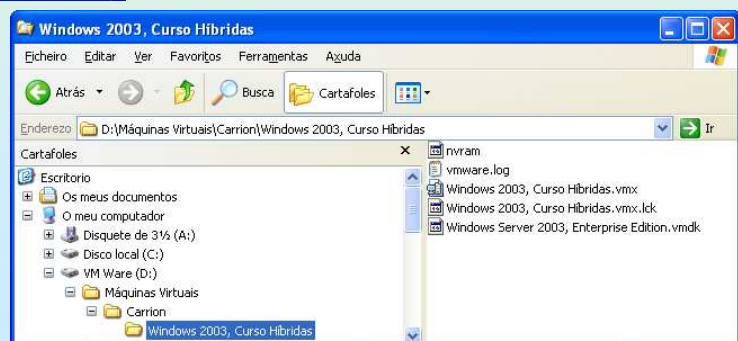 Windows 2003, Curso Híbridas
Ficheiro Editar Ver Favoritos Ferramentas Axuda
Atrás Busca Cartafoles
Enderezo D:\Máquinas Virtuais\Carrion\Windows 2003, Curso Híbridas Ir
Cartafoles
Escritorio
Os meus documentos
O meu computador
Disquete de 3½ (A:)
Disco local (C:)
VM Ware (D:)
Máquinas Virtuais
Carrion
Windows 2003, Curso Híbridas
nvram
vmware.log
Windows 2003, Curso Híbridas.vmx
Windows 2003, Curso Híbridas.vmx.lck
Windows Server 2003, Enterprise Edition.vmdk